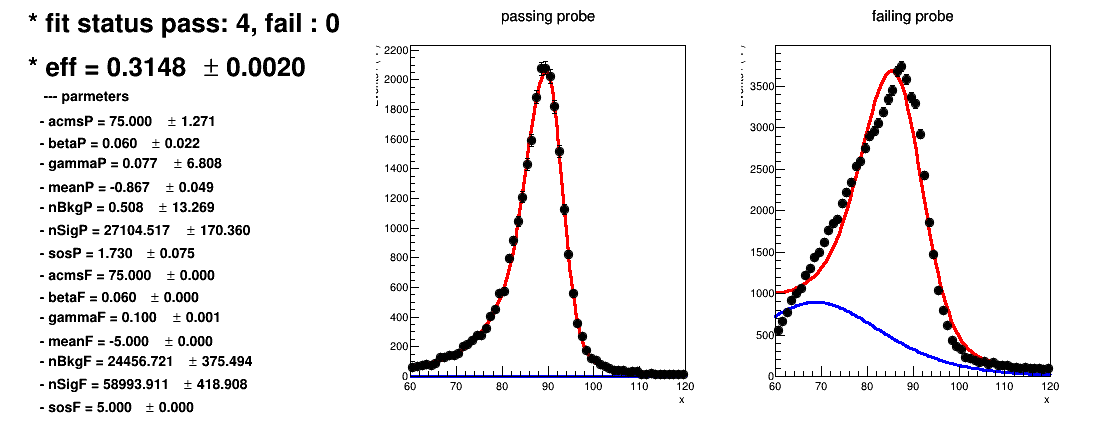 * fit status pass: 4, fail : 0
* eff = 0.3148 ± 0.0020
--- parmeters
- acmsP = 75.000 ± 1.271
- betaP = 0.060 ± 0.022
- gammaP = 0.077 ± 6.808
- meanP = -0.867 ± 0.049
- nBkgP = 0.508 ± 13.269
- nSigP = 27104.517 ± 170.360
- sosP = 1.730 ± 0.075
- acmsF = 75.000 ± 0.000
- betaF = 0.060 ± 0.000
- gammaF = 0.100 ± 0.001
- meanF = -5.000 ± 0.000
- nBkgF = 24456.721 ± 375.494
- nSigF = 58993.911 ± 418.908
- sosF = 5.000 ± 0.000
passing probe
2200
2000
1800
1600
1400
1200
1000
800
600
400
200
0
60 70 80 90 100 110 120
x
failing probe
3500
3000
2500
2000
1500
1000
500
0
60 70 80 90 100 110 120
x